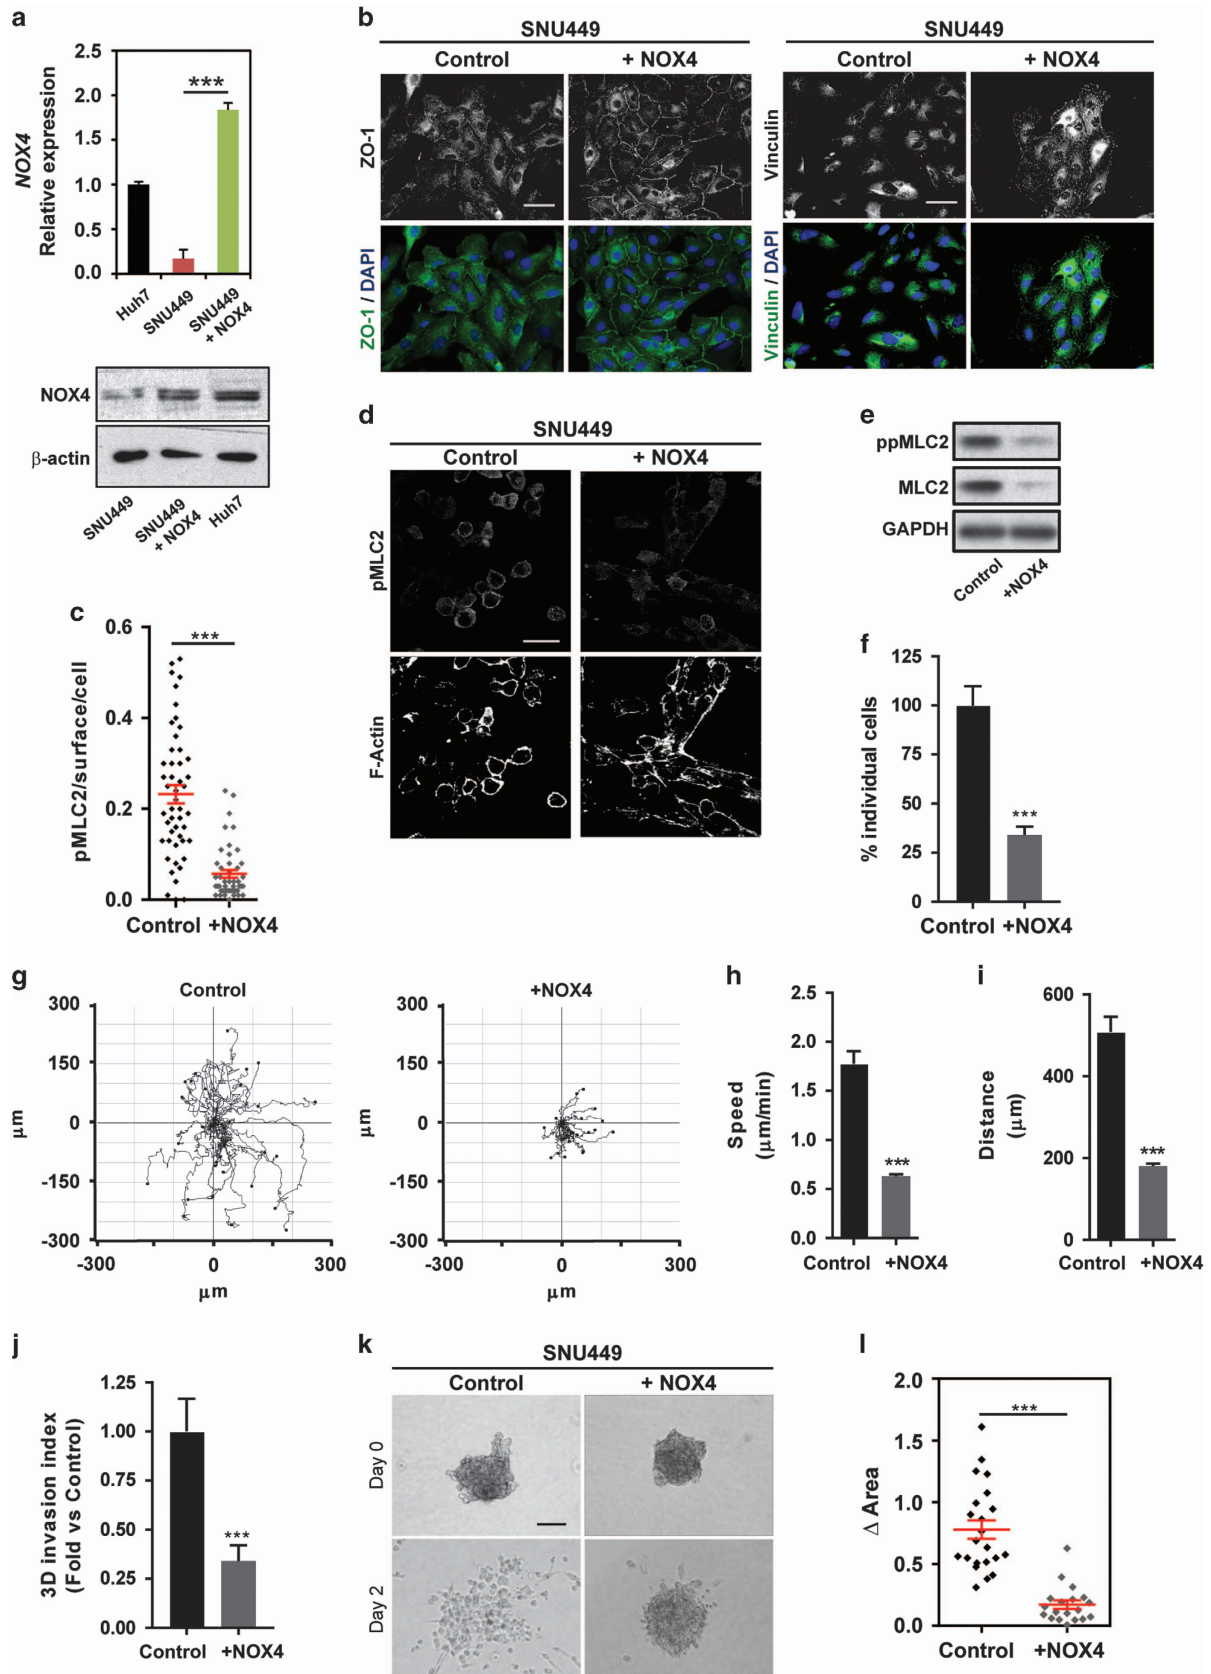 a
NOX4
Relative expression
2.5
2.0
1.5
1.0
0.5
0.0
***
Huh7
SNU449
SNU449
+ NOX4
NOX4
β-actin
SNU449
SNU449
+ NOX4
Huh7
b
SNU449
Control
+ NOX4
ZO-1
ZO-1 / DAPI
SNU449
Control
+ NOX4
Vinculin
Vinculin / DAPI
c
pMLC2/surface/cell
0.6
0.4
0.2
0.0
***
Control +NOX4
d
SNU449
Control
+ NOX4
pMLC2
F-Actin
e
ppMLC2
MLC2
GAPDH
Control
+NOX4
f
% individual cells
125
100
75
50
25
0
***
Control +NOX4
g
Control
μm
300
150
0
-150
-300
-300
0
300
μm
+NOX4
μm
300
150
0
-150
-300
-300
0
300
μm
h
Speed
(μm/min)
2.5
2.0
1.5
1.0
0.5
0.0
***
Control +NOX4
i
Distance
(μm)
600
400
200
0
***
Control +NOX4
j
3D invasion index
(Fold vs Control)
1.25
1.00
0.75
0.50
0.25
0.00
***
Control +NOX4
k
SNU449
Control
+ NOX4
Day 0
Day 2
l
Δ Area
2.0
1.5
1.0
0.5
0.0
***
Control +NOX4